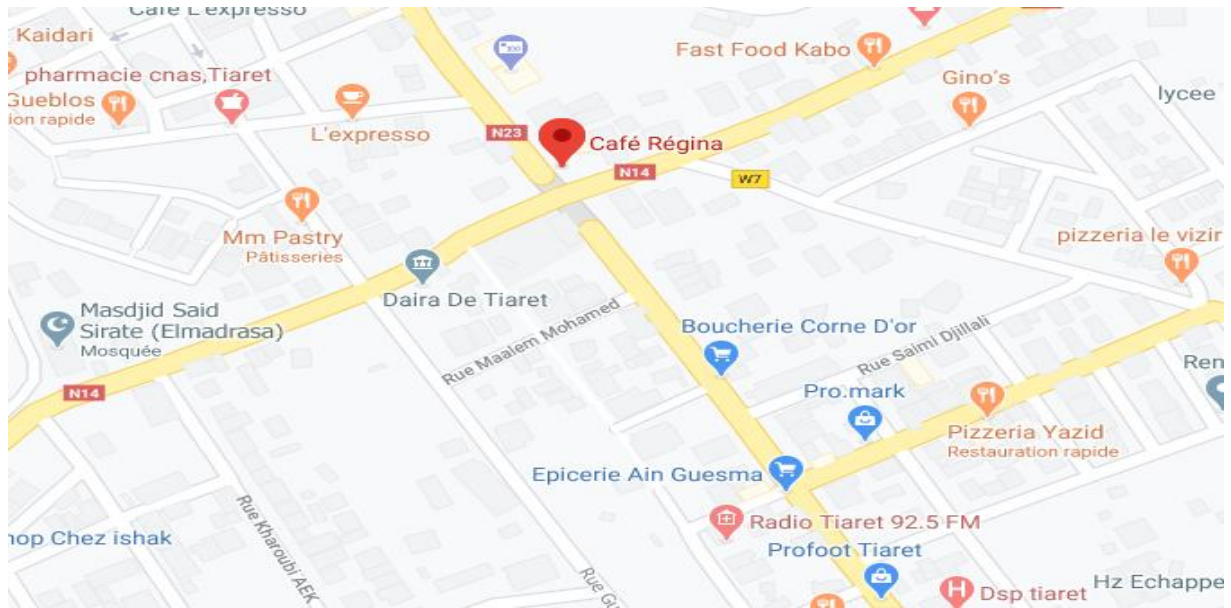 Café L'expresso
Kaidari
pharmacie cnas,Tiaret
Gueblos
ion rapide
L'expresso
N23
Café Régina
Fast Food Kabo
Gino's
lycee
N14
W7
Mm Pastry
Pâtisseries
pizzeria le vizir
Daira De Tiaret
Masdjid Said
Sirate (Elmadrasa)
Mosquée
Rue Maalem Mohamed
Boucherie Corne D'or
Rue Saimi Djillali
N14
Ren
Pro.mark
Pizzeria Yazid
Restauration rapide
Epicerie Ain Guesma
Radio Tiaret 92.5 FM
Rue Kharoubi AEK
hop Chez ishak
Profoot Tiaret
Rue Gu
Dsp tiaret
Hz Echappe